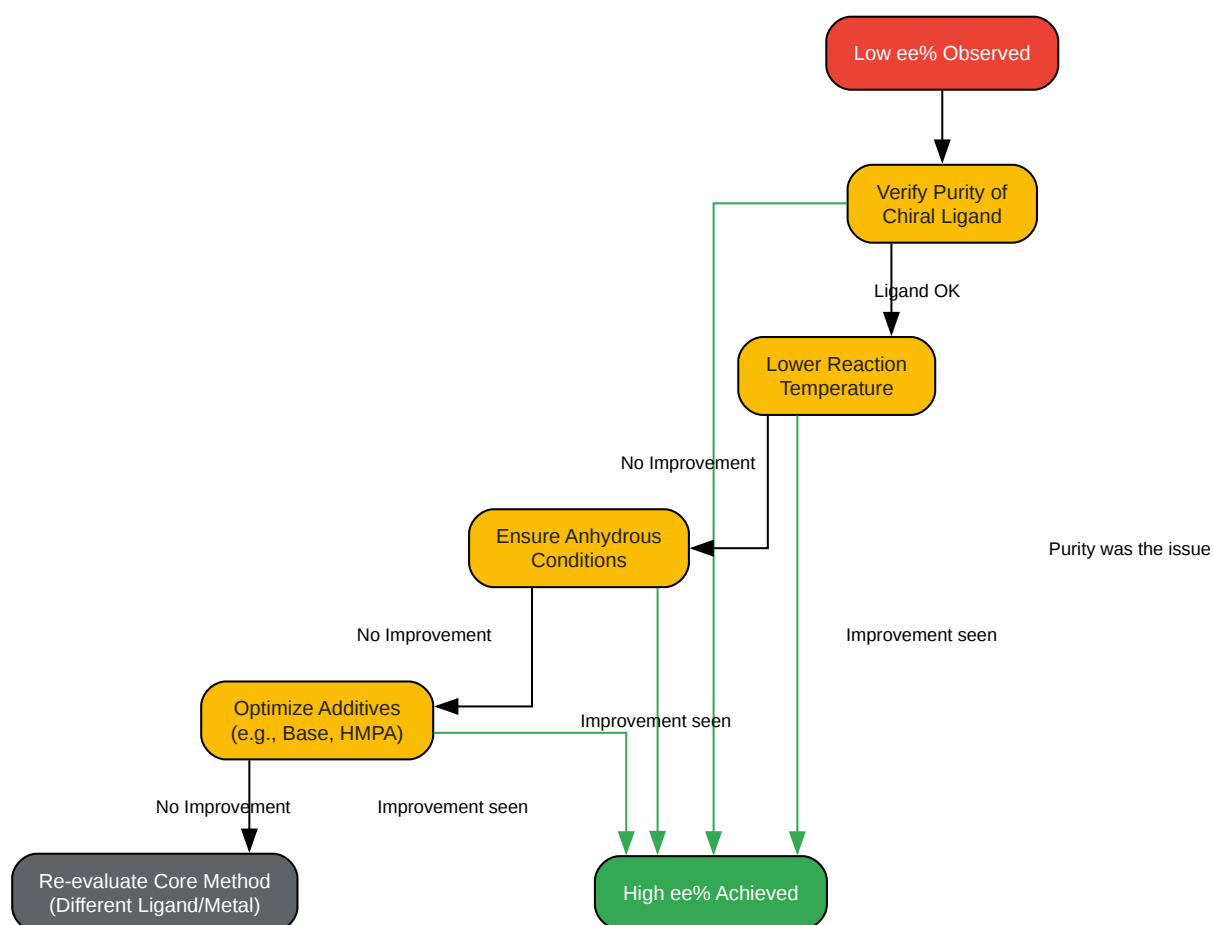 Low ee% Observed
Verify Purity of
Chiral Ligand
Ligand OK
Lower Reaction
Temperature
No Improvement
Ensure Anhydrous
Conditions
Purity was the issue
No Improvement
Improvement seen
Optimize Additives
(e.g., Base, HMPA)
Improvement seen
No Improvement
Improvement seen
Re-evaluate Core Method
(Different Ligand/Metal)
High ee% Achieved